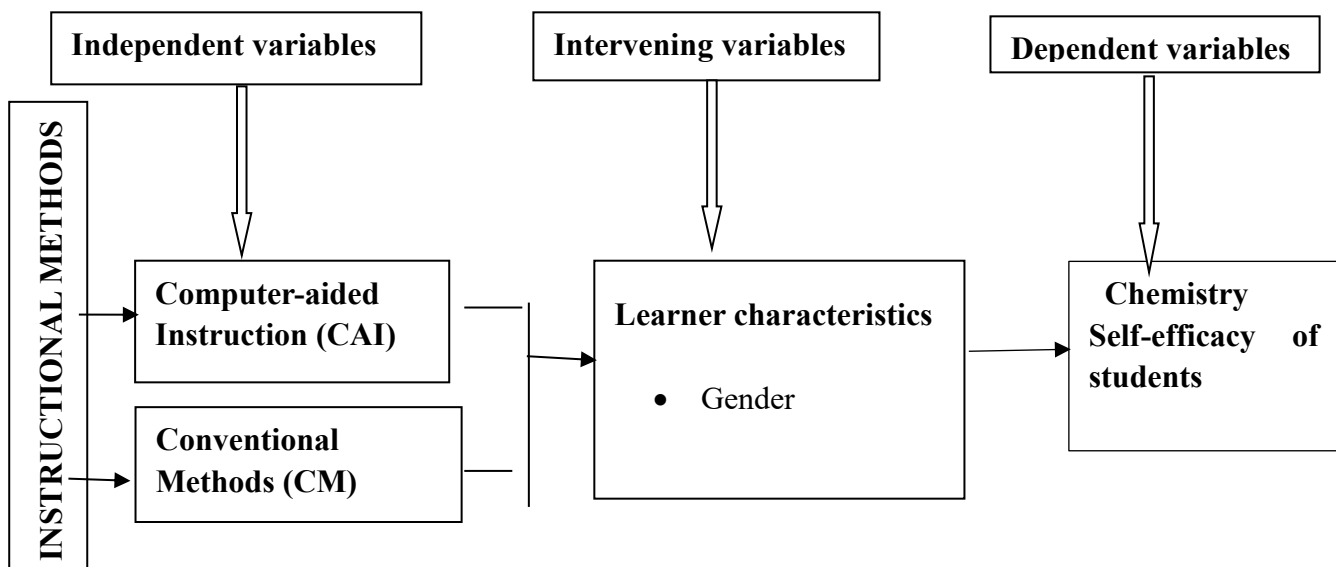 Independent variables
Intervening variables
Dependent variables
INSTRUCTIONAL METHODS
Computer-aided
Instruction (CAI)
Conventional
Methods (CM)
Learner characteristics
• Gender
Chemistry
Self-efficacy of
students